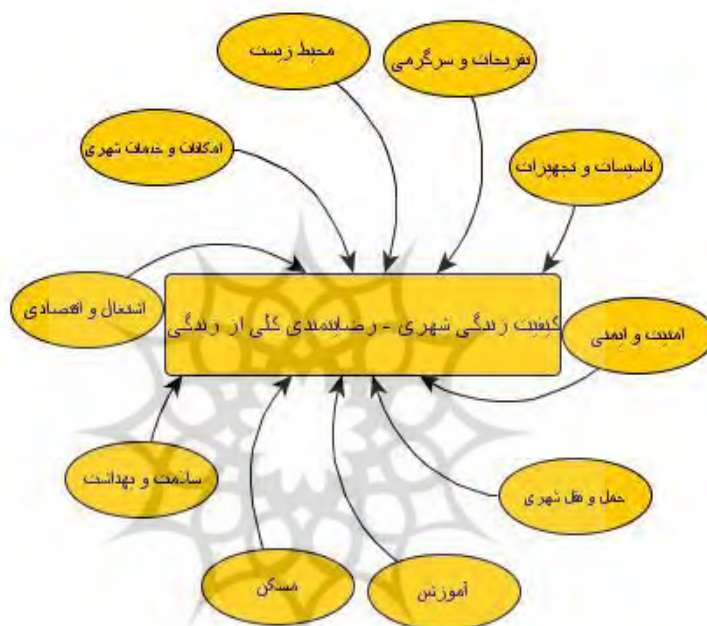 محیط زیست
تفریحات و سرگرمی
امکانات و خدمات شهری
تاسیسات و تجهیزات
اشتغال و اقتصادی
کیفیت زندگی شهری - رضایتمندی کلی از زندگی
امنیت و ایمنی
سلامت و بهداشت
حمل و نقل شهری
مسکن
آموزش